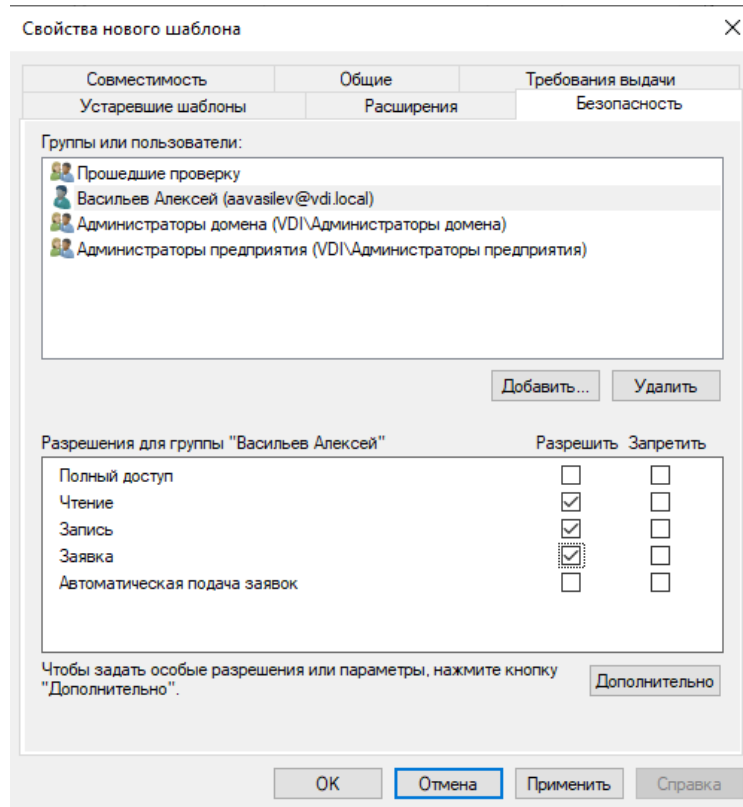 Свойства нового шаблона
Совместимость Общие Требования выдачи
Устаревшие шаблоны Расширения Безопасность
Группы или пользователи:
Прошедшие проверку
Васильев Алексей (aavasilev@vdi.local)
Администраторы домена (VDI\Администраторы домена)
Администраторы предприятия (VDI\Администраторы предприятия)
Добавить... Удалить
Разрешения для группы "Васильев Алексей" Разрешить Запретить
Полный доступ
Чтение
Запись
Заявка
Автоматическая подача заявок
Чтобы задать особые разрешения или параметры, нажмите кнопку
"Дополнительно".
Дополнительно
ОК Отмена Применить Справка